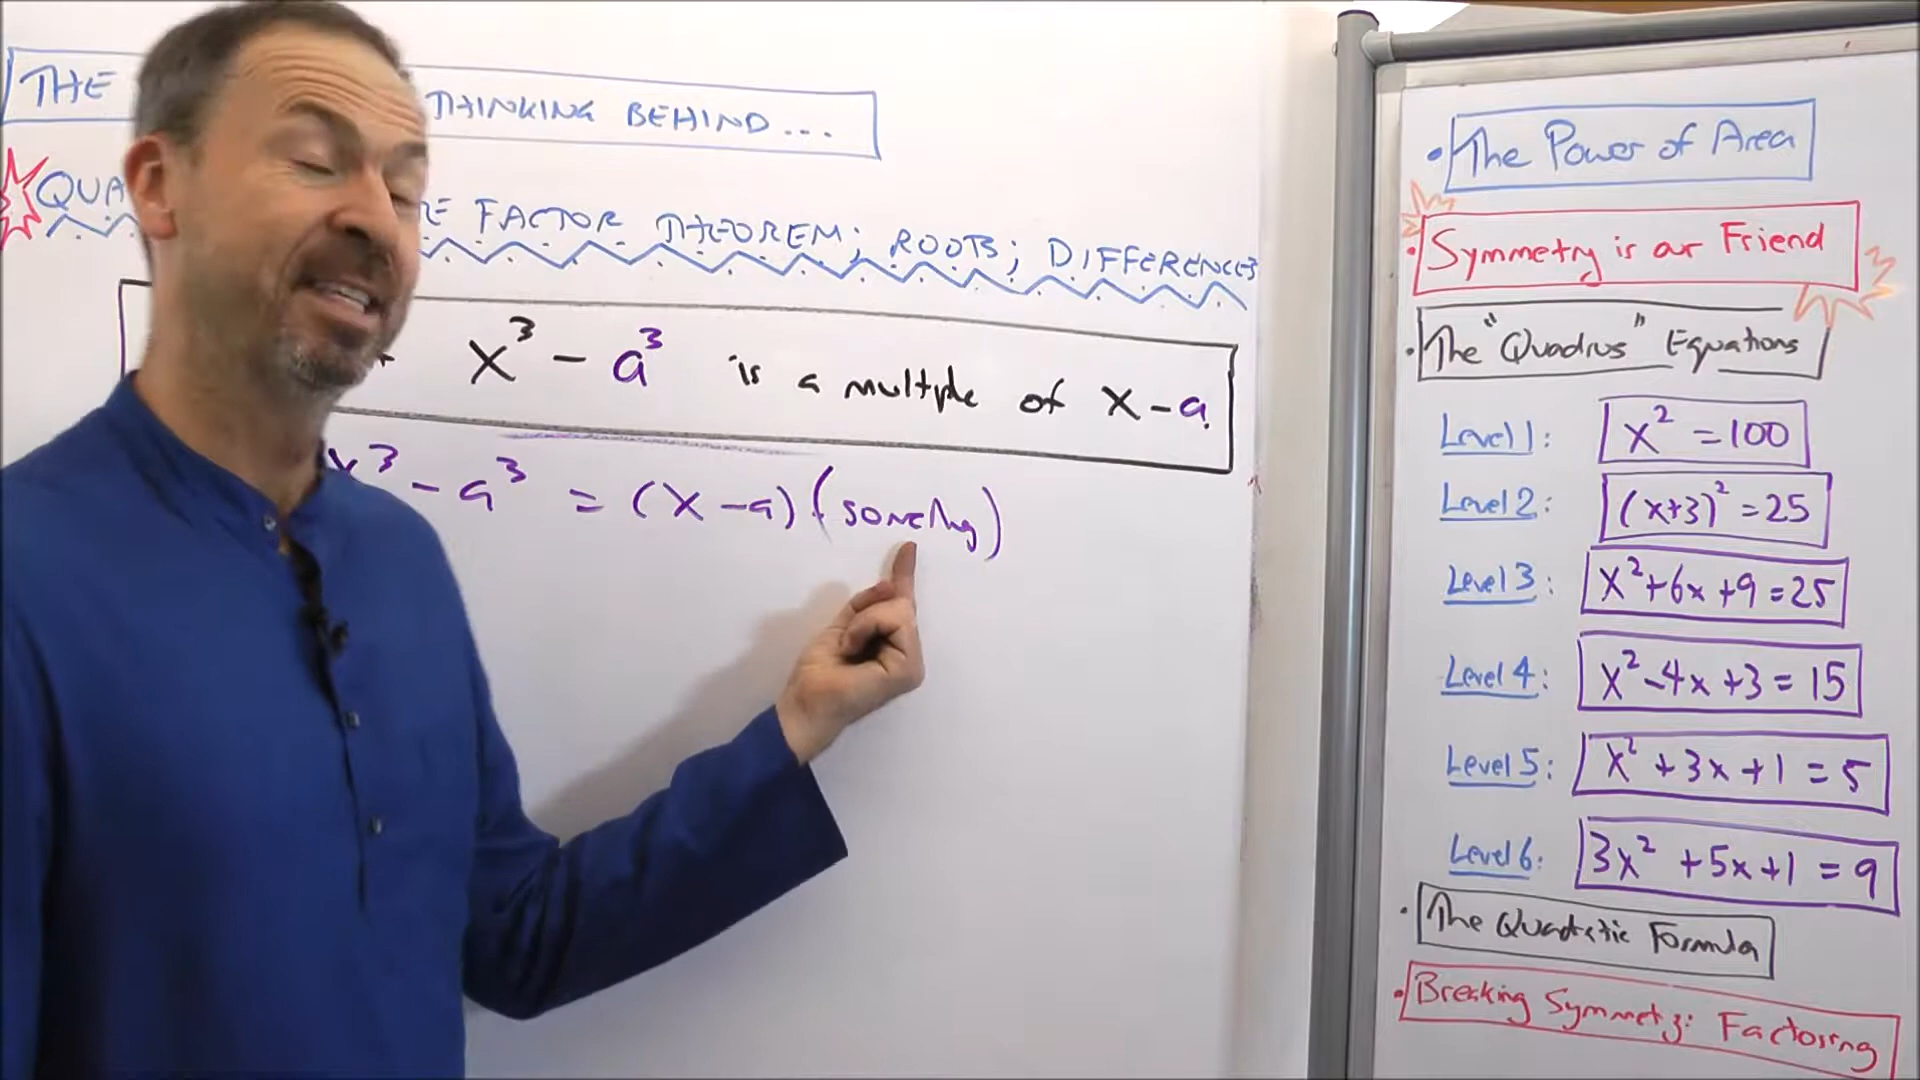 THE THINKING BEHIND...
QUA E FACTOR THEOREM; ROOTS; DIFFERENCES
x³ - a³ is a multiple of x-a.
x³ - a³ = (x-a)(something)
• The Power of Area
• Symmetry is our Friend
• The "Quadrus" Equations
Level 1: x² = 100
Level 2: (x+3)² = 25
Level 3: x²+6x+9=25
Level 4: x²-4x+3=15
Level 5: x²+3x+1=5
Level 6: 3x²+5x+1=9
• The Quadratic Formula
• Breaking Symmetry: Factoring